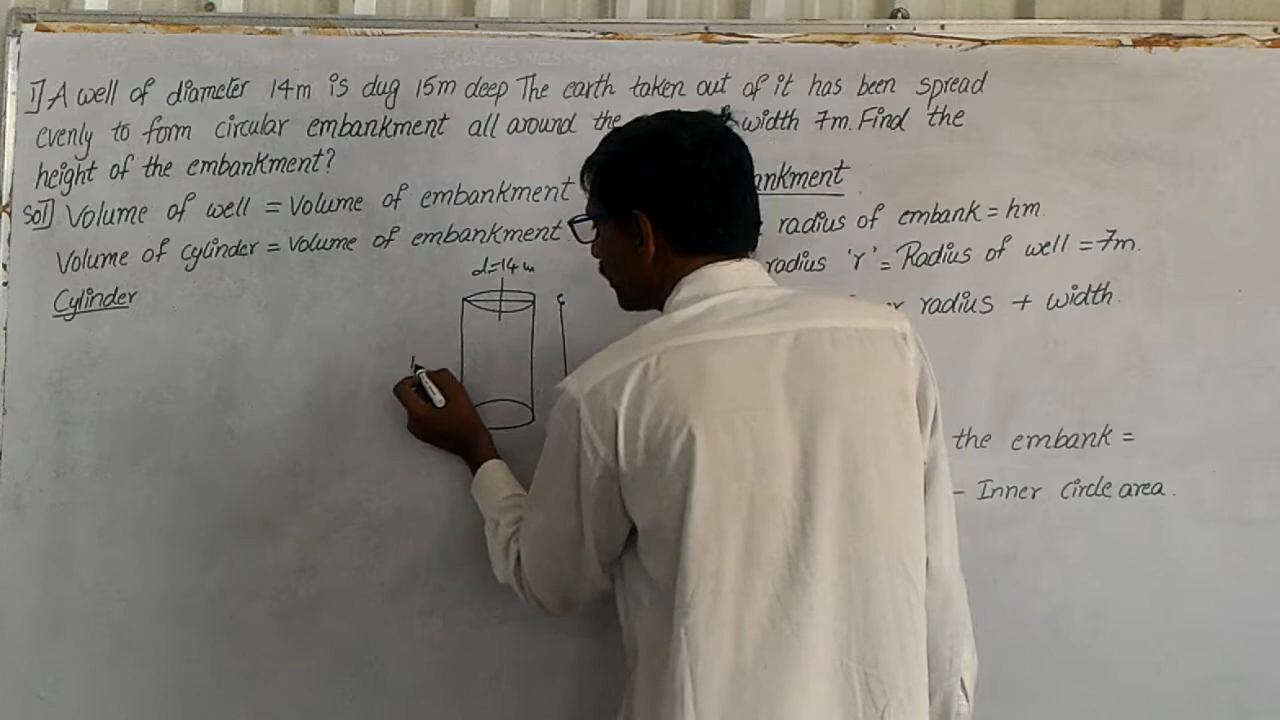 1] A well of diameter 14m is dug 15m deep The earth taken out of it has been spread
evenly to form circular embankment all around the width 7m. Find the
height of the embankment?
Sol] Volume of well = Volume of embankment
Volume of cylinder = Volume of embankment
Cylinder
d=14m
radius of embank = hm
radius 'r' = Radius of well = 7m.
radius + width
the embank =
- Inner circle area.